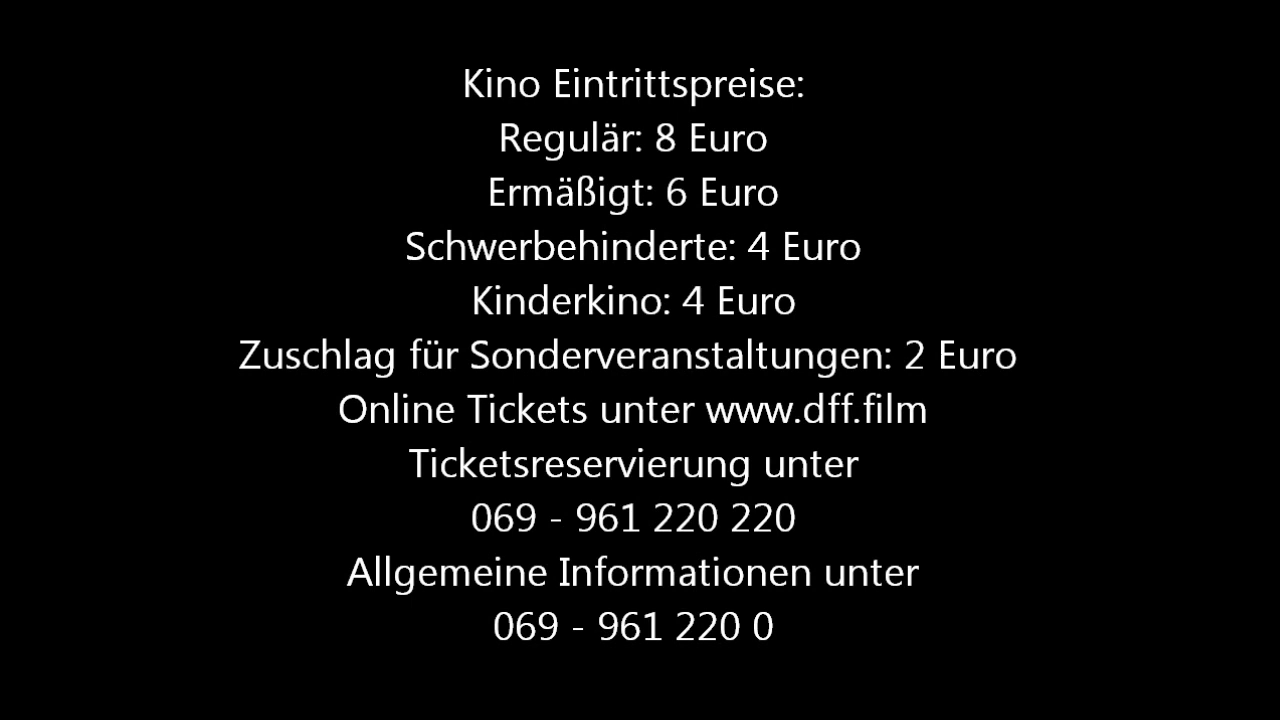 Kino Eintrittspreise:
Regulär: 8 Euro
Ermäßigt: 6 Euro
Schwerbehinderte: 4 Euro
Kinderkino: 4 Euro
Zuschlag für Sonderveranstaltungen: 2 Euro
Online Tickets unter www.dff.film
Ticketsreservierung unter
069 - 961 220 220
Allgemeine Informationen unter
069 - 961 220 0